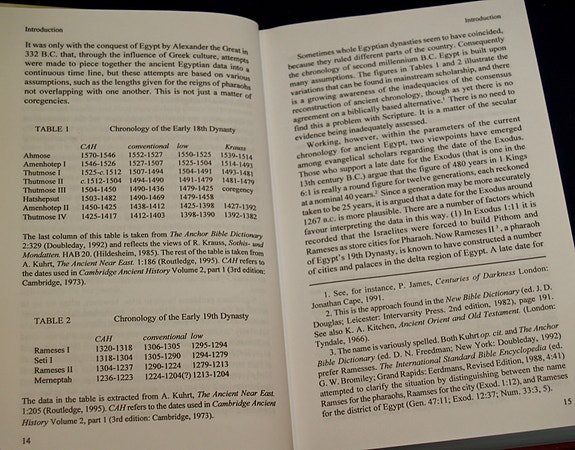 Introduction
It was only with the conquest of Egypt by Alexander the Great in
332 B.C. that, through the influence of Greek culture, attempts
were made to piece together the ancient Egyptian data into a
continuous time line, but these attempts are based on various
assumptions, such as the lengths given for the reigns of pharaohs
not overlapping with one another. This is not just a matter of
coregencies.
TABLE 1 Chronology of the Early 18th Dynasty
CAH conventional low Krauss
Ahmose 1570-1546 1552-1527 1550-1525 1539-1514
Amenhotep I 1546-1526 1527-1507 1525-1504 1514-1493
Thutmose I 1525-c.1512 1507-1494 1504-1491 1493-1481
Thutmose II c.1512-1504 1494-1490 1491-1479 1481-1479
Thutmose III 1504-1450 1490-1436 1479-1425 coregency
Hatshepsut 1503-1482 1490-1469 1479-1458
Amenhotep II 1450-1425 1438-1412 1425-1398 1427-1392
Thutmose IV 1425-1417 1412-1403 1398-1390 1392-1382
The last column of this table is taken from The Anchor Bible Dictionary
2:329 (Doubleday, 1992) and reflects the views of R. Krauss, Sothis- und
Mondatten. HAB 20. (Hildesheim, 1985). The rest of the table is taken from
A. Kuhrt, The Ancient Near East. 1:186 (Routledge, 1995). CAH refers to
the dates used in Cambridge Ancient History Volume 2, part 1 (3rd edition:
Cambridge, 1973).
TABLE 2 Chronology of the Early 19th Dynasty
CAH conventional low
Rameses I 1320-1318 1306-1305 1295-1294
Seti I 1318-1304 1305-1290 1294-1279
Rameses II 1304-1237 1290-1224 1279-1213
Merneptah 1236-1223 1224-1204(?) 1213-1204
The data in the table is extracted from A. Kuhrt, The Ancient Near East.
1:205 (Routledge, 1995). CAH refers to the dates used in Cambridge Ancient
History Volume 2, part 1 (3rd edition: Cambridge, 1973).
14
Introduction
Sometimes whole Egyptian dynasties seem to have coincided,
because they ruled different parts of the country. Consequently
the chronology of second millennium B.C. Egypt is built upon
many assumptions. The figures in Tables 1 and 2 illustrate the
variations that can be found in mainstream scholarship, and there
is a growing awareness of the inadequacies of the consensus
reconstruction of ancient chronology, though as yet there is no
agreement on a biblically based alternative.1 There is no need to
find this a problem with Scripture. It is a matter of the secular
evidence being inadequately assessed.
Working, however, within the parameters of the current
chronology for ancient Egypt, two viewpoints have emerged
among evangelical scholars regarding the date of the Exodus.
Those who support a late date for the Exodus (that is one in the
13th century B.C.) argue that the figure of 480 years in 1 Kings
6:1 is really a round figure for twelve generations, each reckoned
at a nominal 40 years.2 Since a generation may be more accurately
taken to be 25 years, it is argued that a date for the Exodus around
1267 B.C. is more plausible. There are a number of factors which
favour interpreting the data in this way. (1) In Exodus 1:11 it is
recorded that the Israelites were forced to build Pithom and
Rameses as store cities for Pharaoh. Now Rameses II3, a pharaoh
of Egypt's 19th Dynasty, is known to have constructed a number
of cities and palaces in the delta region of Egypt. A late date for
1. See, for instance, P. James, Centuries of Darkness London:
Jonathan Cape, 1991.
2. This is the approach found in the New Bible Dictionary (ed. J. D.
Douglas; Leicester: Intervarsity Press. 2nd edition, 1982), page 191.
See also K. A. Kitchen, Ancient Orient and Old Testament. (London:
Tyndale, 1966).
3. The name is variously spelled. Both Kuhrt op. cit. and The Anchor
Bible Dictionary (ed. D. N. Freedman; New York: Doubleday, 1992)
prefer Ramesses. The International Standard Bible Encyclopedia (ed.
G. W. Bromiley; Grand Rapids: Eerdmans, Revised Edition, 1988, 4:41)
attempted to clarify the situation by distinguishing between the name
Ramses for the pharaohs, Raamses for the city (Exod. 1:12), and Rameses
for the district of Egypt (Gen. 47:11; Exod. 12:37; Num. 33:3, 5).
15